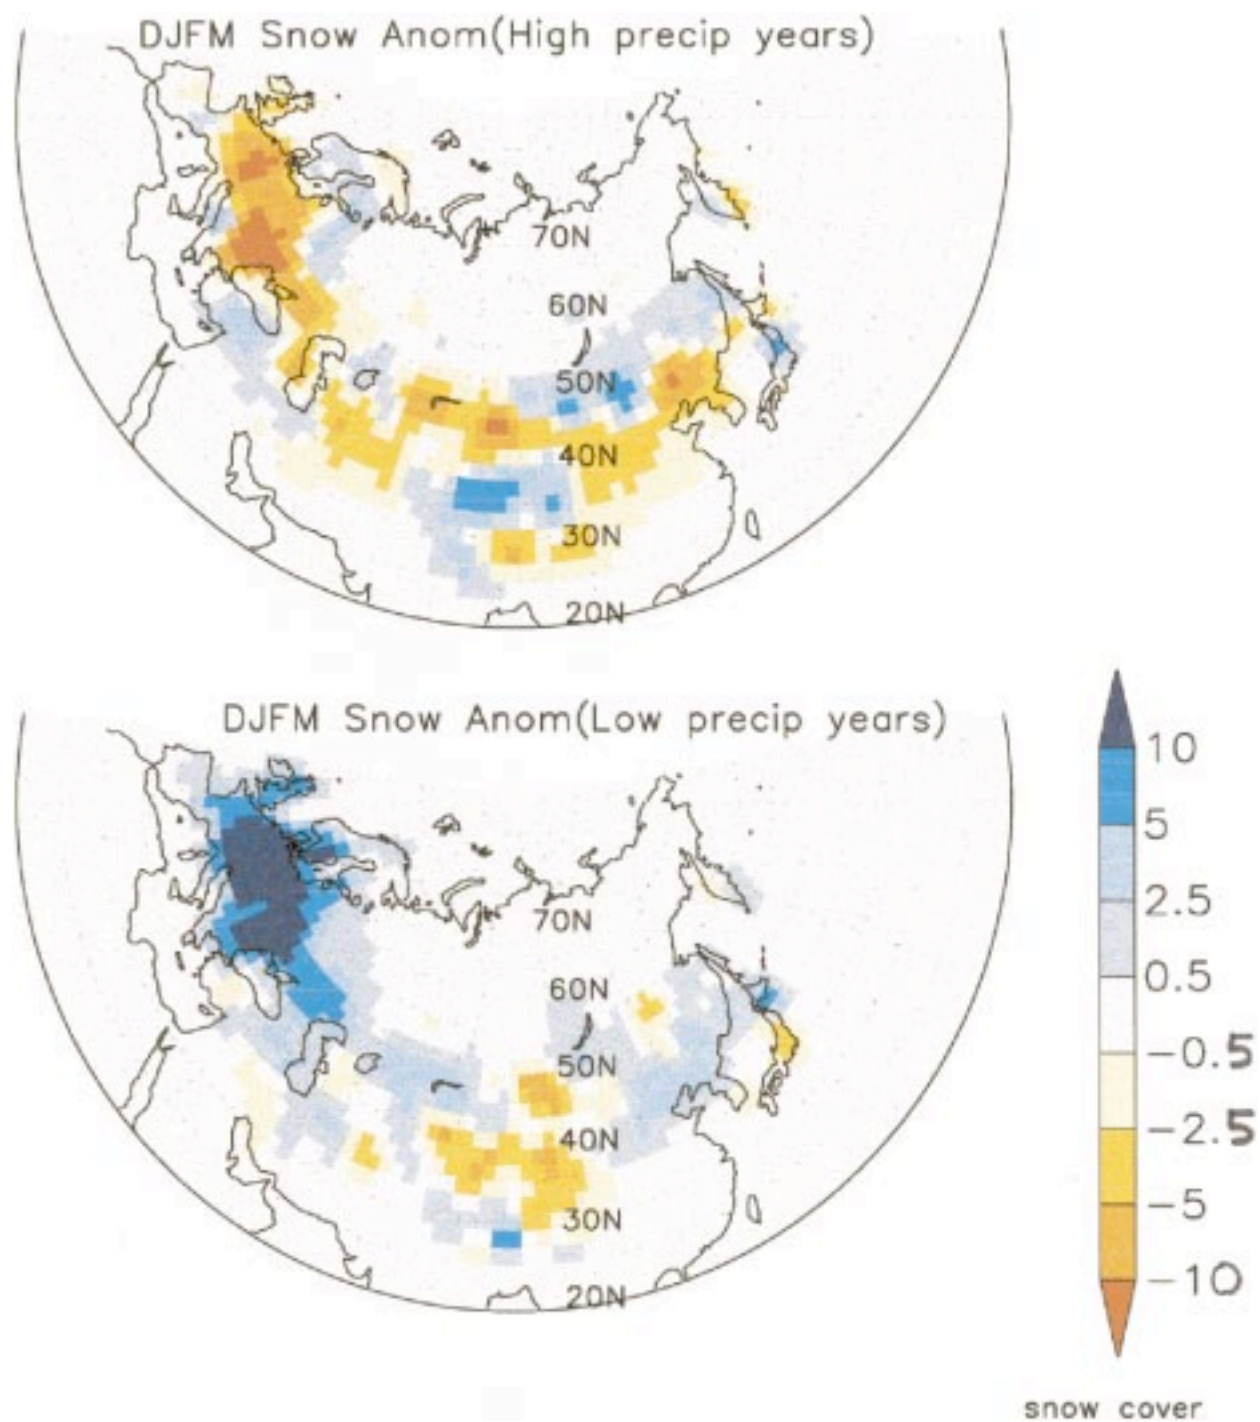 DJFM Snow Anom(High precip years)
70N
60N
50N
40N
30N
20N
DJFM Snow Anom(Low precip years)
70N
60N
50N
40N
30N
20N
10
5
2.5
0.5
−0.5
−2.5
−5
−10
snow cover